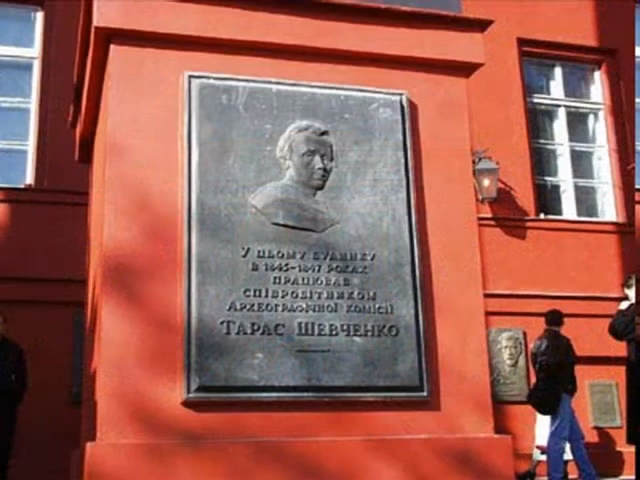 У ЦЬОМУ БУДИНКУ
В 1845-1847 РОКАХ
ПРАЦЮВАВ
СПІВРОБІТНИКОМ
АРХЕОГРАФІЧНОЇ КОМІСІЇ
ТАРАС ШЕВЧЕНКО